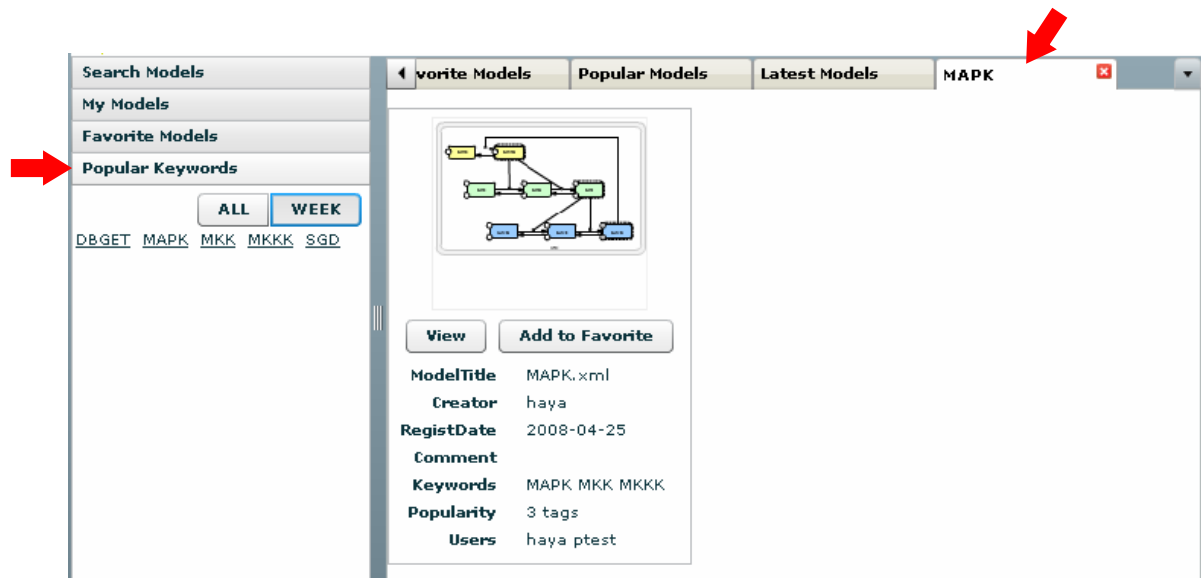 Search Models
My Models
Favorite Models
Popular Keywords
ALL WEEK
DBGET MAPK MKK MKKK SGD
vorite Models Popular Models Latest Models MAPK
View Add to Favorite
ModelTitle MAPK.xml
Creator haya
RegistDate 2008-04-25
Comment
Keywords MAPK MKK MKKK
Popularity 3 tags
Users haya ptest